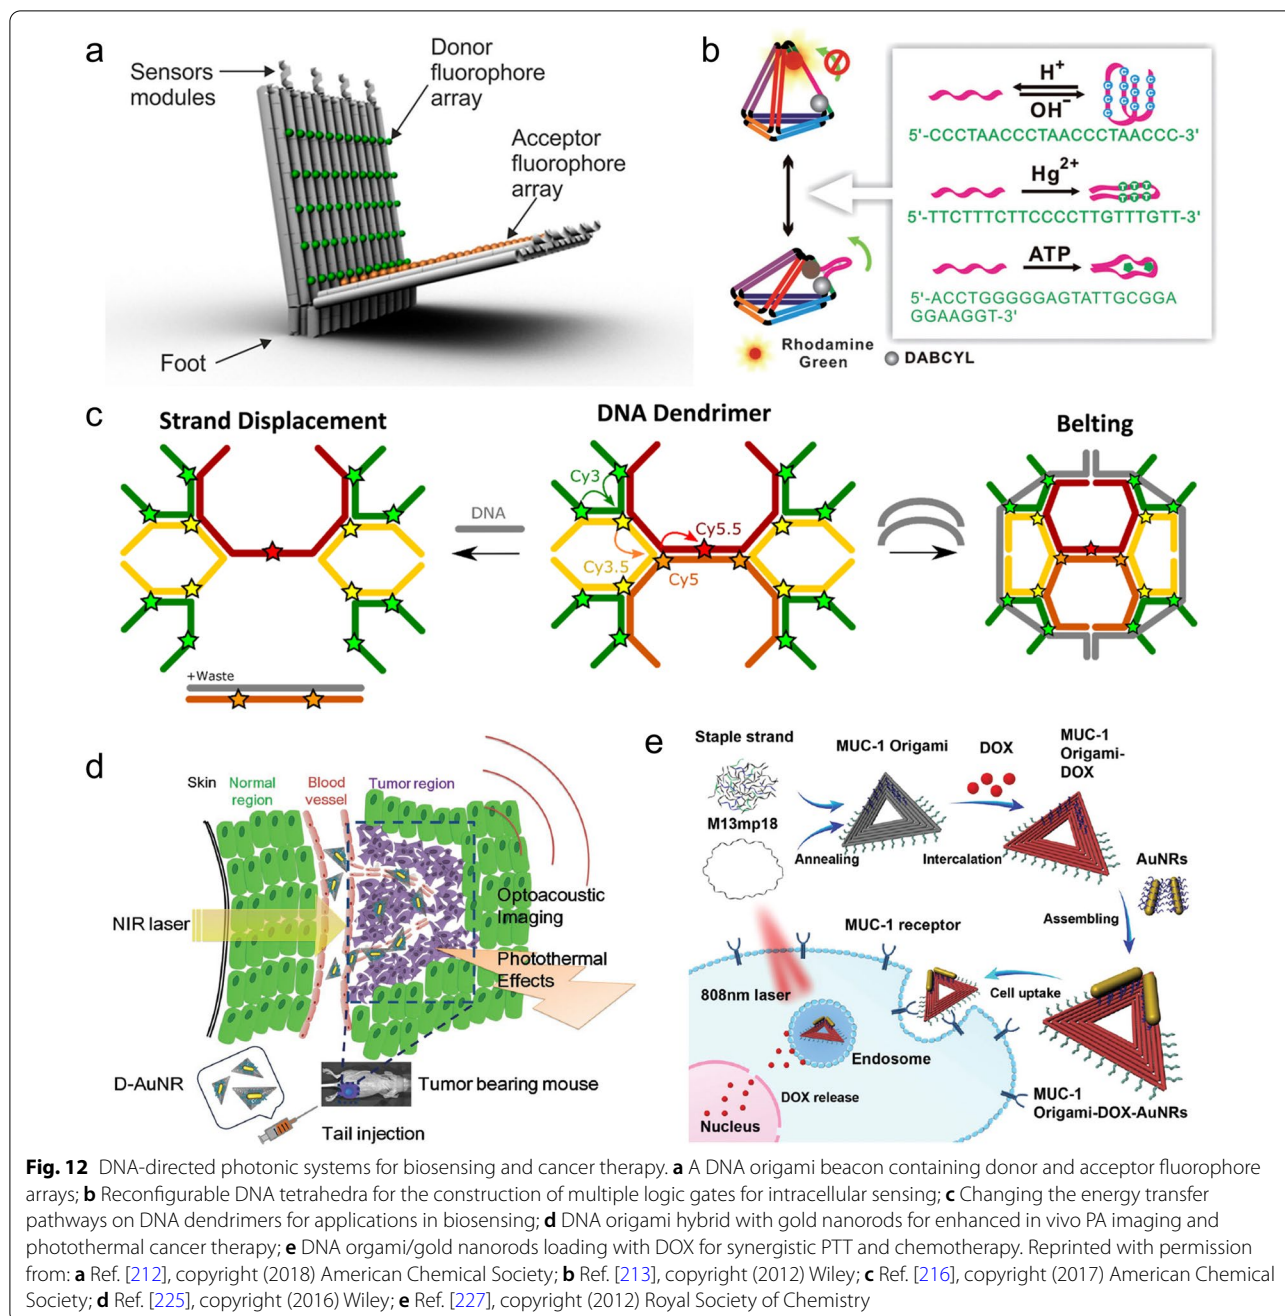 a
Sensors
modules
Donor
fluorophore
array
Acceptor
fluorophore
array
Foot
b
H+
OH−
5'-CCCTAACCCTAACCCTAACCC-3'
Hg2+
5'-TTCTTTCTTCCCCTTGTTTGTT-3'
ATP
5'-ACCTGGGGGAGTATTGCGGA
GGAAGGT-3'
Rhodamine
Green
DABCYL
c
Strand Displacement
DNA Dendrimer
Belting
DNA
Cy3
Cy5.5
Cy3.5
Cy5
+Waste
d
Skin
Normal
region
Blood
vessel
Tumor region
NIR laser
Optoacoustic
Imaging
Photothermal
Effects
D-AuNR
Tumor bearing mouse
Tail injection
e
Staple strand
M13mp18
Annealing
MUC-1 Origami
DOX
Intercalation
MUC-1
Origami-
DOX
AuNRs
Assembling
MUC-1 receptor
Cell uptake
808nm laser
Endosome
DOX release
Nucleus
MUC-1
Origami-DOX-AuNRs
Fig. 12 DNA-directed photonic systems for biosensing and cancer therapy. a A DNA origami beacon containing donor and acceptor fluorophore
arrays; b Reconfigurable DNA tetrahedra for the construction of multiple logic gates for intracellular sensing; c Changing the energy transfer
pathways on DNA dendrimers for applications in biosensing; d DNA origami hybrid with gold nanorods for enhanced in vivo PA imaging and
photothermal cancer therapy; e DNA orgami/gold nanorods loading with DOX for synergistic PTT and chemotherapy. Reprinted with permission
from: a Ref. [212], copyright (2018) American Chemical Society; b Ref. [213], copyright (2012) Wiley; c Ref. [216], copyright (2017) American Chemical
Society; d Ref. [225], copyright (2016) Wiley; e Ref. [227], copyright (2012) Royal Society of Chemistry